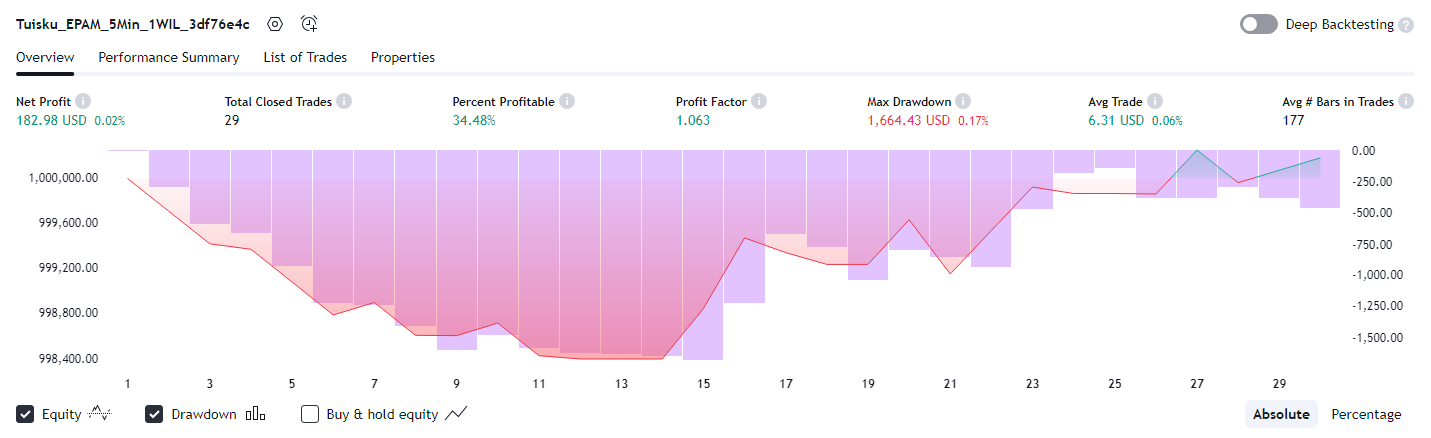 Tuisku_EPAM_5Min_1WIL_3df76e4c Deep Backtesting ?
Overview Performance Summary List of Trades Properties
Net Profit Total Closed Trades Percent Profitable Profit Factor Max Drawdown Avg Trade Avg # Bars in Trades
182.98 USD 0.02% 29 34.48% 1.063 1,664.43 USD 0.17% 6.31 USD 0.06% 177
0.00
1,000,000.00 -250.00
999,600.00 -500.00
-750.00
999,200.00 -1,000.00
998,800.00 -1,250.00
-1,500.00
998,400.00
1 3 5 7 9 11 13 15 17 19 21 23 25 27 29
Equity Drawdown Buy & hold equity Absolute Percentage